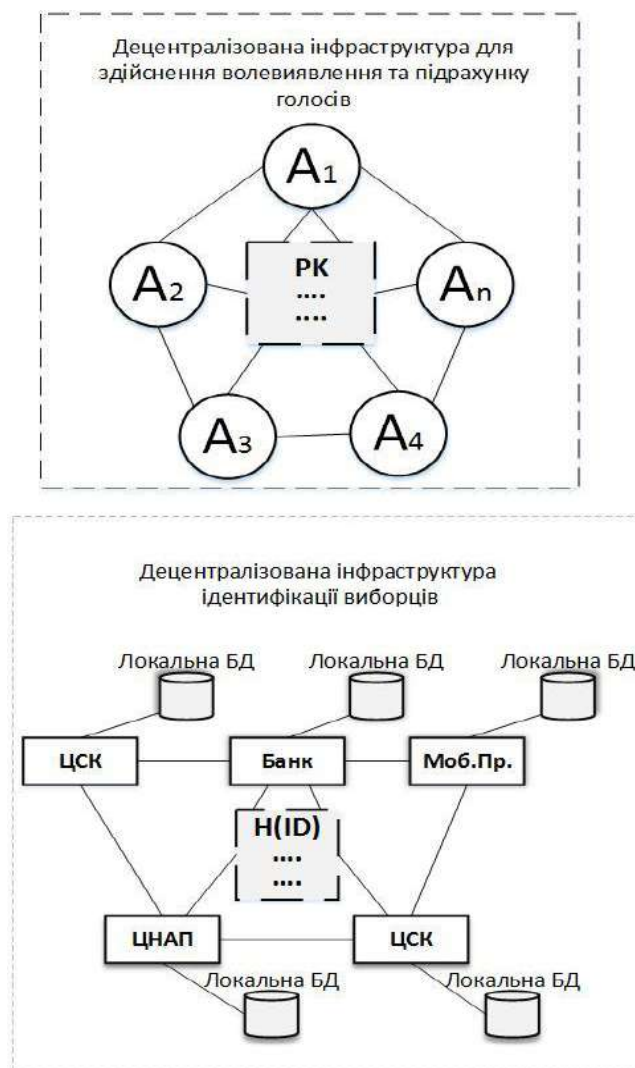 Децентралізована інфраструктура для
здійснення волевиявлення та підрахунку
голосів
A1
A2
PK
....
....
An
A3
A4
Децентралізована інфраструктура
ідентифікації виборців
Локальна БД
Локальна БД
Локальна БД
ЦСК
Банк
Моб.Пр.
H(ID)
....
....
ЦНАП
ЦСК
Локальна БД
Локальна БД